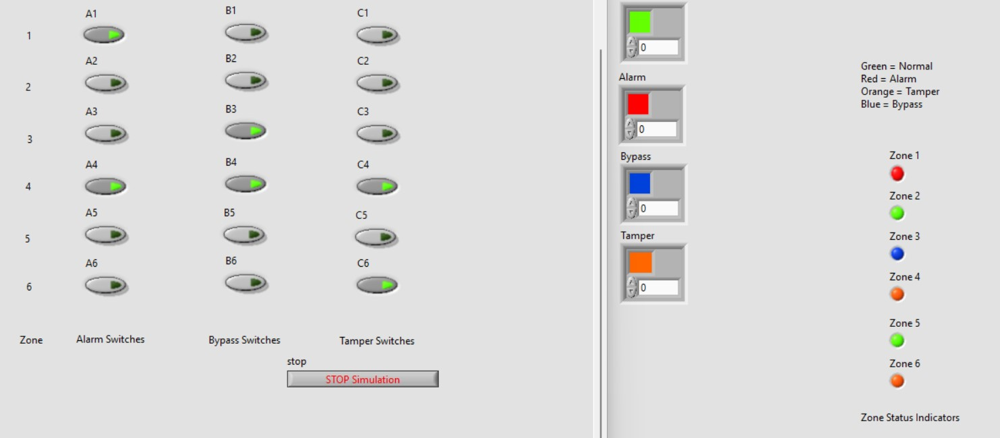 A1 B1 C1
1
A2 B2 C2
2
A3 B3 C3
3
A4 B4 C4
4
A5 B5 C5
5
A6 B6 C6
6
Zone Alarm Switches Bypass Switches Tamper Switches
stop
STOP Simulation
0
Alarm
0
Bypass
0
Tamper
0
Green = Normal
Red = Alarm
Orange = Tamper
Blue = Bypass
Zone 1
Zone 2
Zone 3
Zone 4
Zone 5
Zone 6
Zone Status Indicators